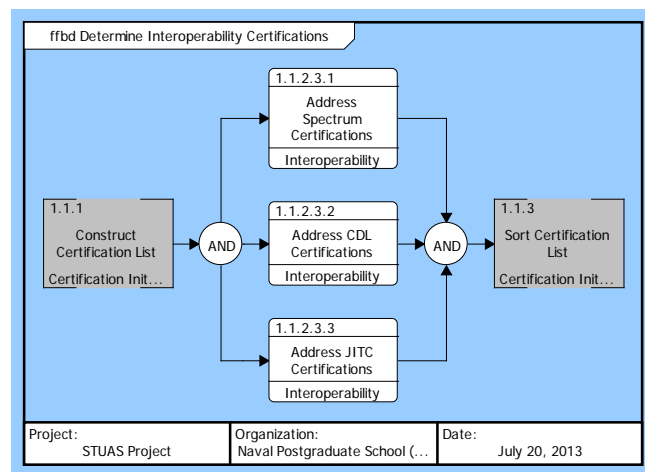 ffbd Determine Interoperability Certifications
1.1.2.3.1
Address
Spectrum
Certifications
Interoperability
1.1.1
Construct
Certification List
Certification Init...
AND
1.1.2.3.2
Address CDL
Certifications
Interoperability
AND
1.1.3
Sort Certification
List
Certification Init...
1.1.2.3.3
Address JITC
Certifications
Interoperability
Project:
STUAS Project
Organization:
Naval Postgraduate School (...
Date:
July 20, 2013